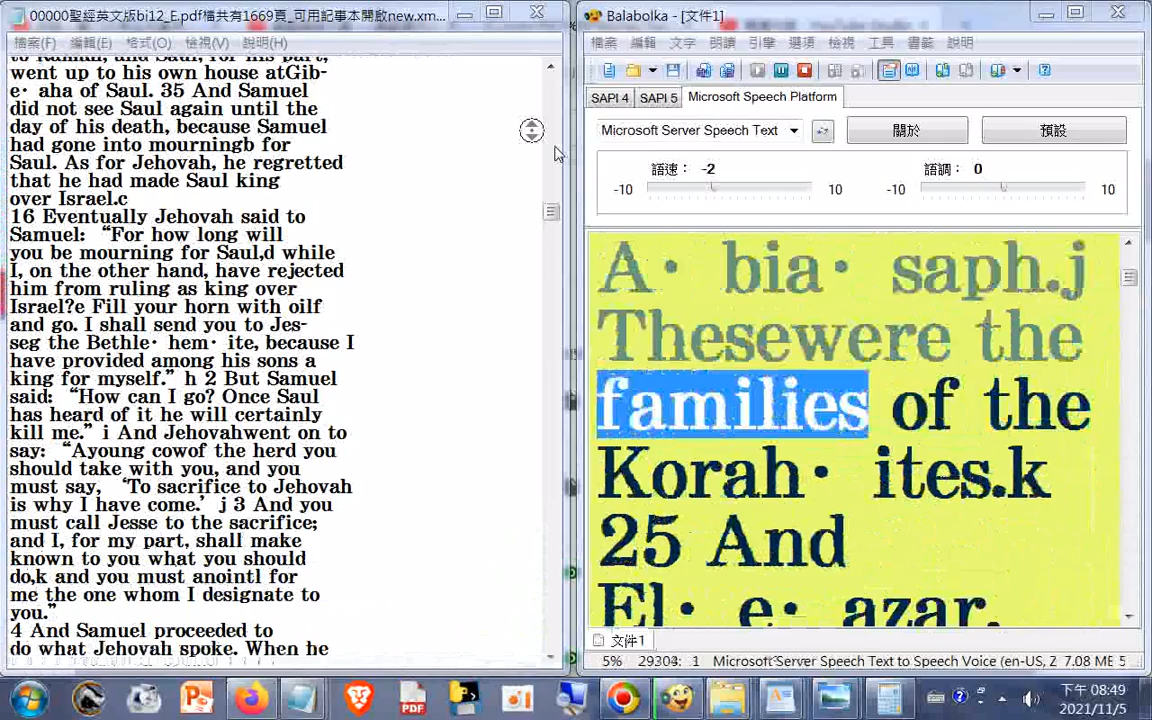 00000聖經英文版bi12_E.pdf檔共有1669頁_可用記事本開啟new.xm...
檔案(F) 編輯(E) 格式(O) 檢視(V) 說明(H)
to Ramah, and Saul, for his part,
went up to his own house atGib-
e· aha of Saul. 35 And Samuel
did not see Saul again until the
day of his death, because Samuel
had gone into mourningb for
Saul. As for Jehovah, he regretted
that he had made Saul king
over Israel.c
16 Eventually Jehovah said to
Samuel: “For how long will
you be mourning for Saul,d while
I, on the other hand, have rejected
him from ruling as king over
Israel?e Fill your horn with oilf
and go. I shall send you to Jes-
seg the Bethle· hem· ite, because I
have provided among his sons a
king for myself.” h 2 But Samuel
said: “How can I go? Once Saul
has heard of it he will certainly
kill me.” i And Jehovahwent on to
say: “Ayoung cowof the herd you
should take with you, and you
must say, ‘To sacrifice to Jehovah
is why I have come.’ j 3 And you
must call Jesse to the sacrifice;
and I, for my part, shall make
known to you what you should
do,k and you must anointl for
me the one whom I designate to
you.”
4 And Samuel proceeded to
do what Jehovah spoke. When he
Balabolka - [文件1]
檔案 編輯 文字 朗讀 引擎 選項 檢視 工具 書籤 說明
SAPI 4 SAPI 5 Microsoft Speech Platform
Microsoft Server Speech Text 關於 預設
語速： -2 語調： 0
-10 10 -10 10
A· bia· saph.j
Thesewere the
families of the
Korah· ites.k
25 And
El· e· azar,
文件1
5% 29304: 1 Microsoft Server Speech Text to Speech Voice (en-US, Z 7.08 MB 5
下午 08:49
2021/11/5